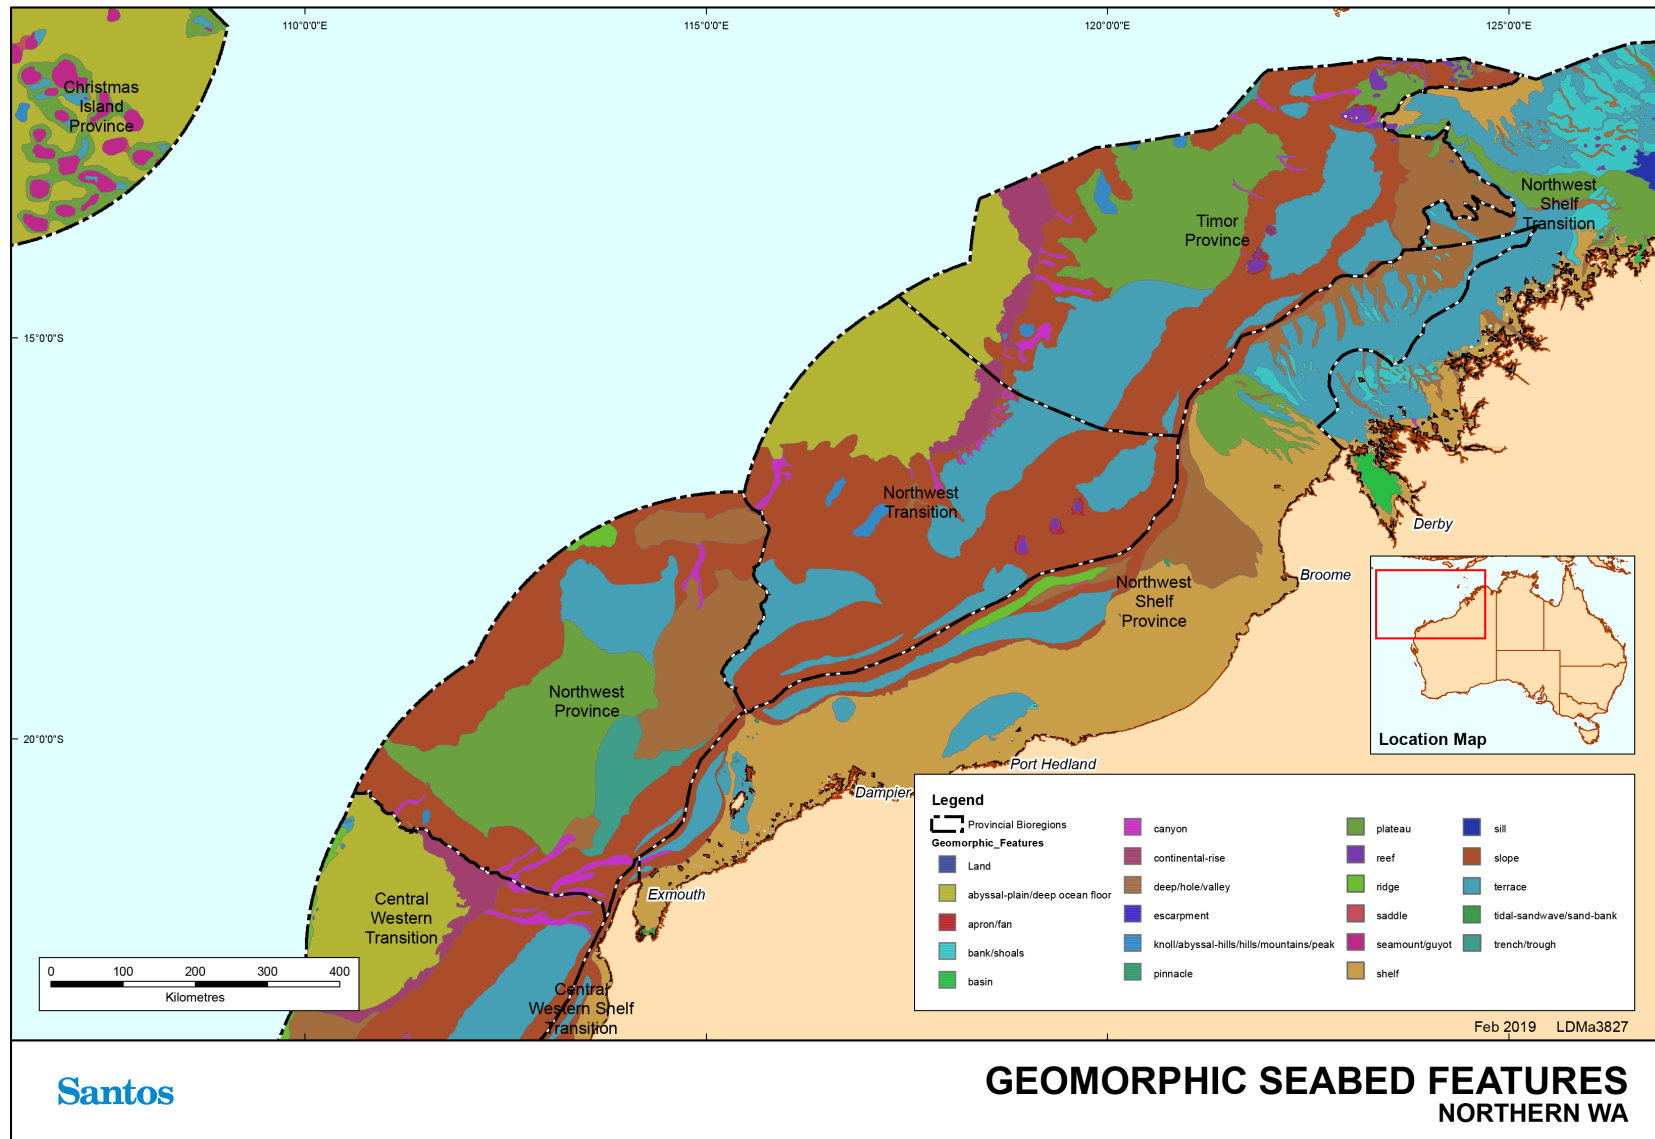 110°0'0"E
115°0'0"E
120°0'0"E
125°0'0"E
15°0'0"S
20°0'0"S
Christmas
Island
Province
Timor
Province
Northwest
Shelf
Transition
Northwest
Transition
Northwest
Shelf
Province
Northwest
Province
Central
Western
Transition
Central
Western Shelf
Transition
Derby
Broome
Port Hedland
Dampier
Exmouth
Location Map
0 100 200 300 400
Kilometres
Legend
Provincial Bioregions
Geomorphic_Features
Land
abyssal-plain/deep ocean floor
apron/fan
bank/shoals
basin
canyon
continental-rise
deep/hole/valley
escarpment
knoll/abyssal-hills/hills/mountains/peak
pinnacle
plateau
reef
ridge
saddle
seamount/guyot
shelf
sill
slope
terrace
tidal-sandwave/sand-bank
trench/trough
Feb 2019 LDMa3827
Santos
GEOMORPHIC SEABED FEATURES
NORTHERN WA